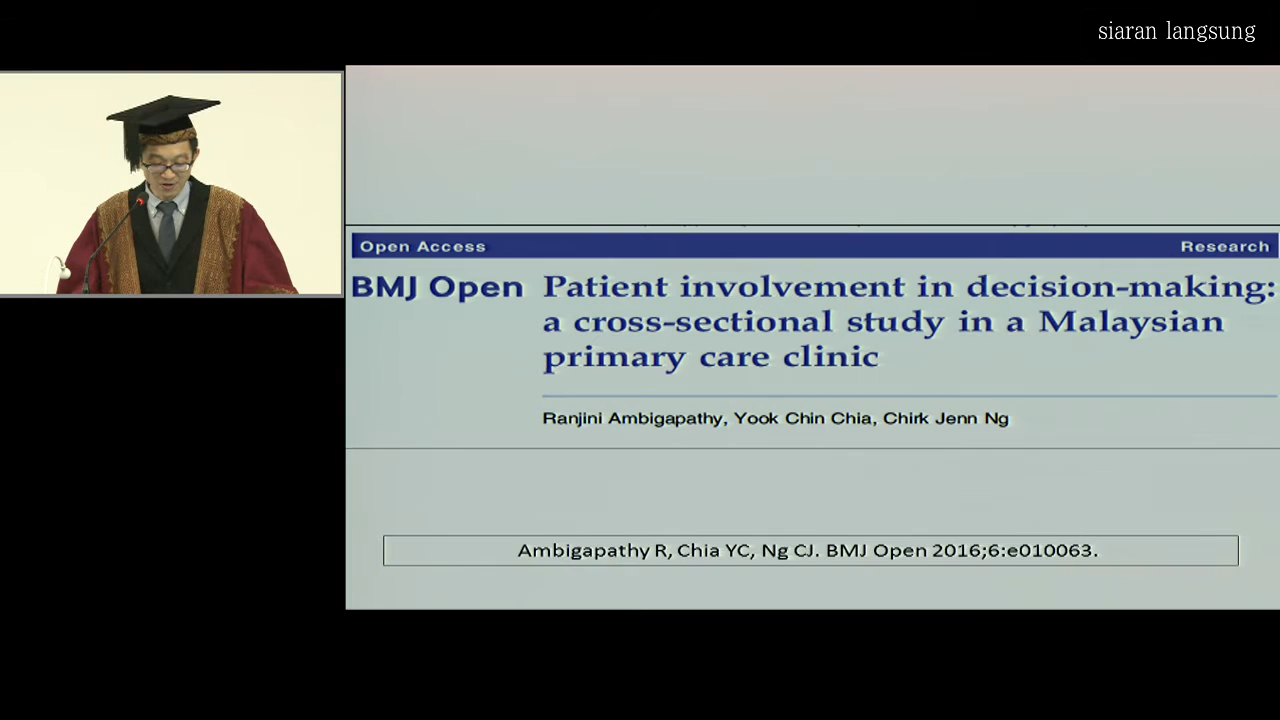 siaran langsung
Open Access Research
BMJ Open Patient involvement in decision-making:
a cross-sectional study in a Malaysian
primary care clinic
Ranjini Ambigapathy, Yook Chin Chia, Chirk Jenn Ng
Ambigapathy R, Chia YC, Ng CJ. BMJ Open 2016;6:e010063.